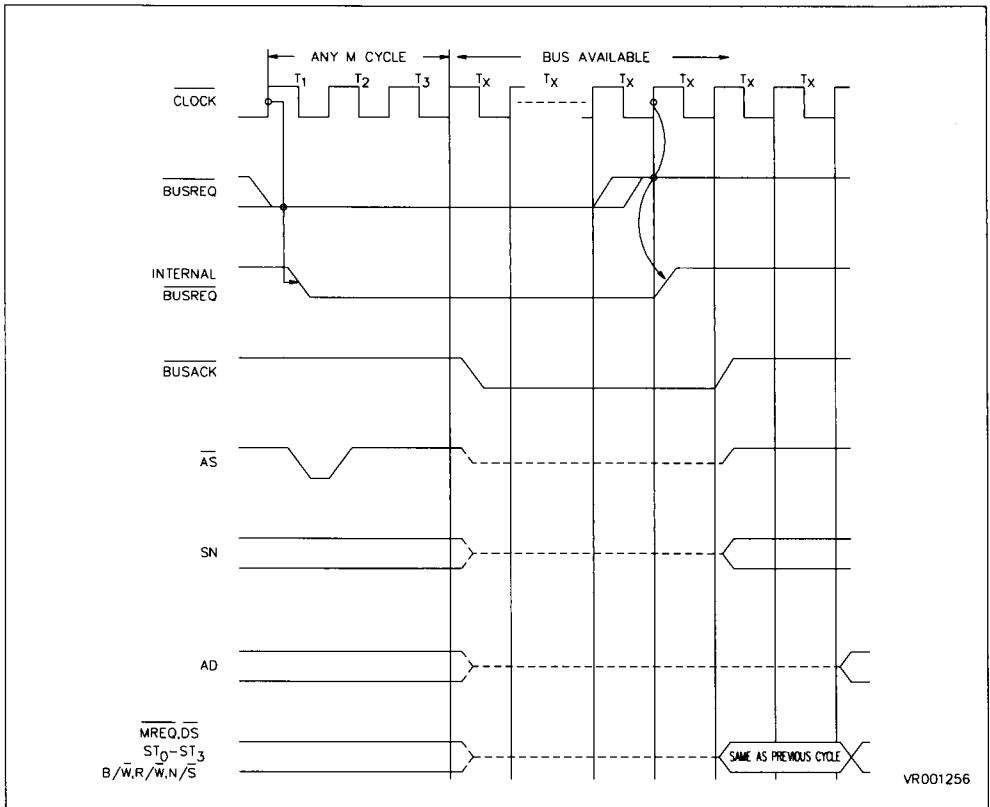 ANY M CYCLE BUS AVAILABLE
T1 T2 T3 TX TX TX TX TX TX
CLOCK
BUSREQ
INTERNAL
BUSREQ
BUSACK
AS
SN
AD
MREQ,DS
ST0-ST3
B/W,R/W,N/S
SAME AS PREVIOUS CYCLE
VR001256